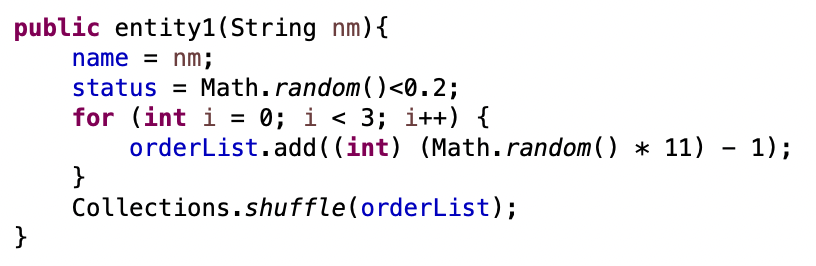 public entity1(String nm){
    name = nm;
    status = Math.random()<0.2;
    for (int i = 0; i < 3; i++) {
        orderList.add((int) (Math.random() * 11) - 1);
    }
    Collections.shuffle(orderList);
}